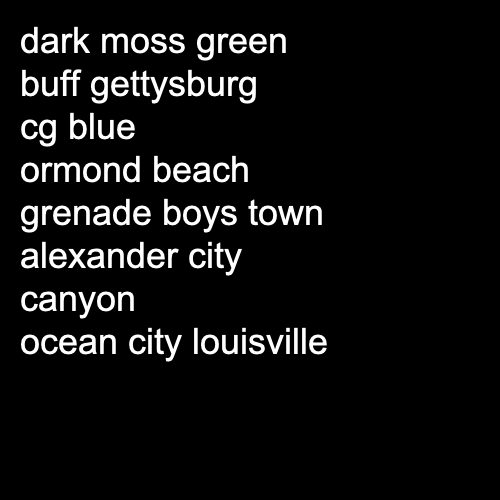 dark moss green
buff gettysburg
cg blue
ormond beach
grenade boys town
alexander city
canyon
ocean city louisville